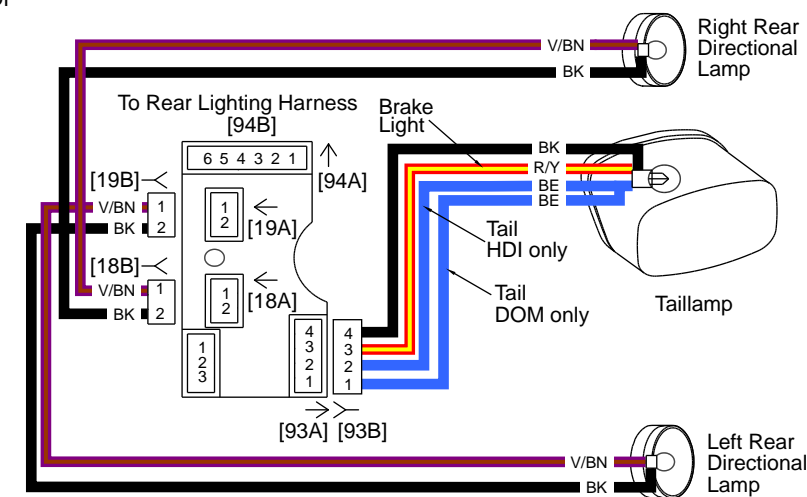 Right Rear
Directional
Lamp
V/BN
BK
To Rear Lighting Harness
[94B]
Brake
Light
6 5 4 3 2 1
[94A]
BK
R/Y
BE
BE
[19B]
V/BN 1
BK 2
1
2
[19A]
Tail
HDI only
[18B]
V/BN 1
BK 2
1
2
[18A]
Tail
DOM only
Taillamp
1
2
3
4
3
2
1
4
3
2
1
[93A] [93B]
V/BN
BK
Left Rear
Directional
Lamp